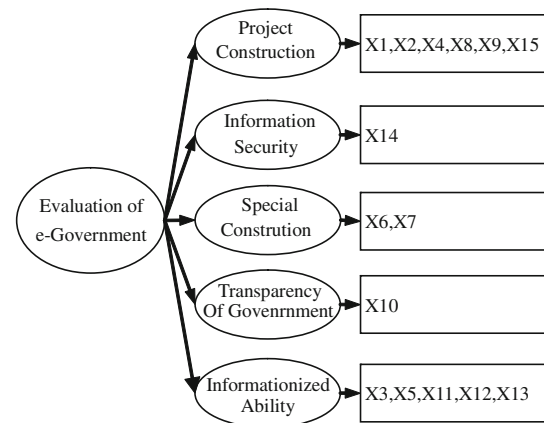 Project
Construction
X1,X2,X4,X8,X9,X15
Information
Security
X14
Evaluation of
e-Government
Special
Constrution
X6,X7
Transparency
Of Govenrnment
X10
Informationized
Ability
X3,X5,X11,X12,X13